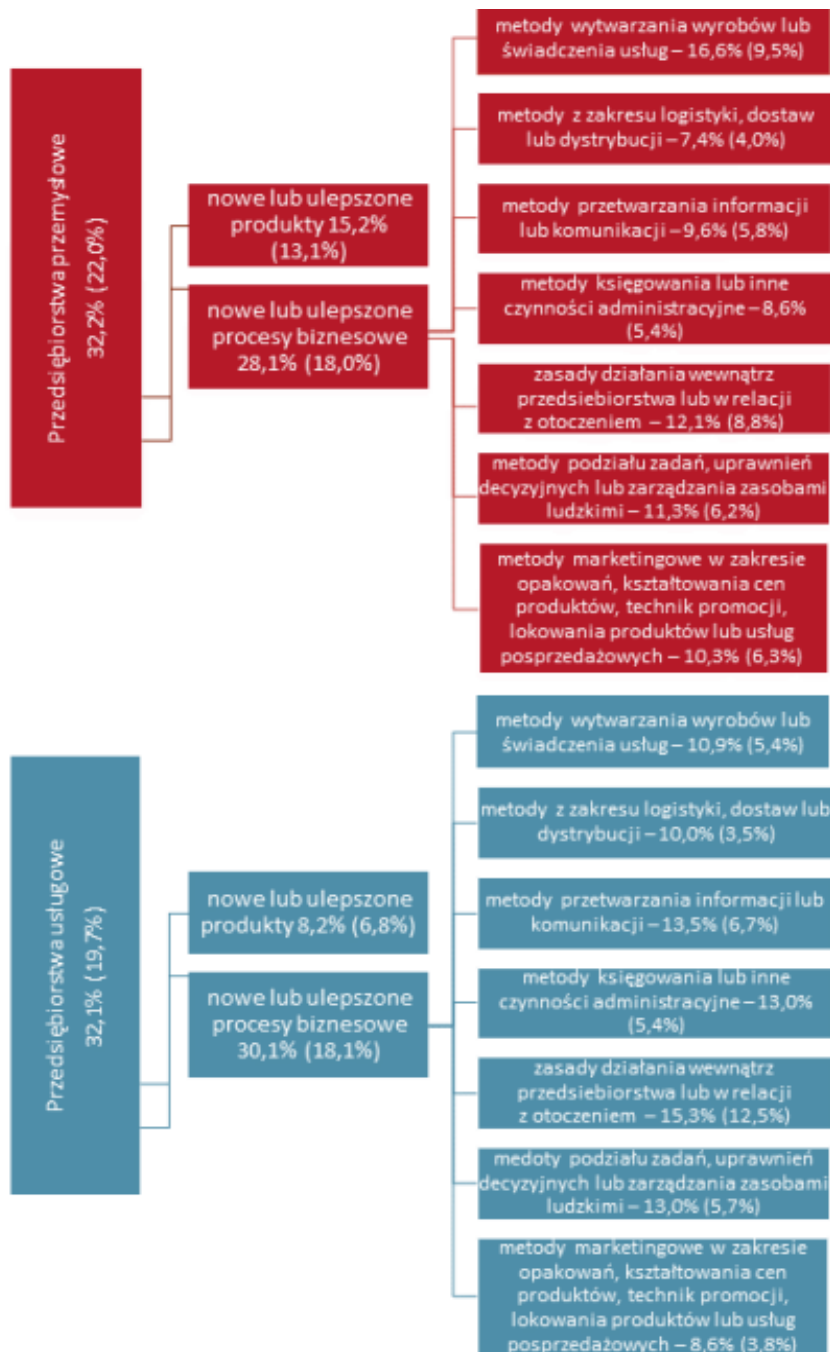 Przedsiębiorstwa przemysłowe
32,2% (22,0%)
nowe lub ulepszone
produkty 15,2%
(13,1%)
nowe lub ulepszone
procesy biznesowe
28,1% (18,0%)
metody wytwarzania wyrobów lub
świadczenia usług – 16,6% (9,5%)
metody z zakresu logistyki, dostaw
lub dystrybucji – 7,4% (4,0%)
metody przetwarzania informacji
lub komunikacji – 9,6% (5,8%)
metody księgowania lub inne
czynności administracyjne – 8,6%
(5,4%)
zasady działania wewnątrz
przedsiebiorstwa lub w relacji
z otoczeniem – 12,1% (8,8%)
metody podziału zadań, uprawnień
decyzyjnych lub zarządzania zasobami
ludzkimi – 11,3% (6,2%)
metody marketingowe w zakresie
opakowań, kształtowania cen
produktów, technik promocji,
lokowania produktów lub usług
posprzedażowych – 10,3% (6,3%)
Przedsiębiorstwa usługowe
32,1% (19,7%)
nowe lub ulepszone
produkty 8,2% (6,8%)
nowe lub ulepszone
procesy biznesowe
30,1% (18,1%)
metody wytwarzania wyrobów lub
świadczenia usług – 10,9% (5,4%)
metody z zakresu logistyki, dostaw lub
dystrybucji – 10,0% (3,5%)
metody przetwarzania informacji lub
komunikacji – 13,5% (6,7%)
metody księgowania lub inne
czynności administracyjne – 13,0%
(5,4%)
zasady działania wewnątrz
przedsiebiorstwa lub w relacji
z otoczeniem – 15,3% (12,5%)
medoty podziału zadań, uprawnień
decyzyjnych lub zarządzania zasobami
ludzkimi – 13,0% (5,7%)
metody marketingowe w zakresie
opakowań, kształtowania cen
produktów, technik promocji,
lokowania produktów lub usług
posprzedażowych – 8,6% (3,8%)